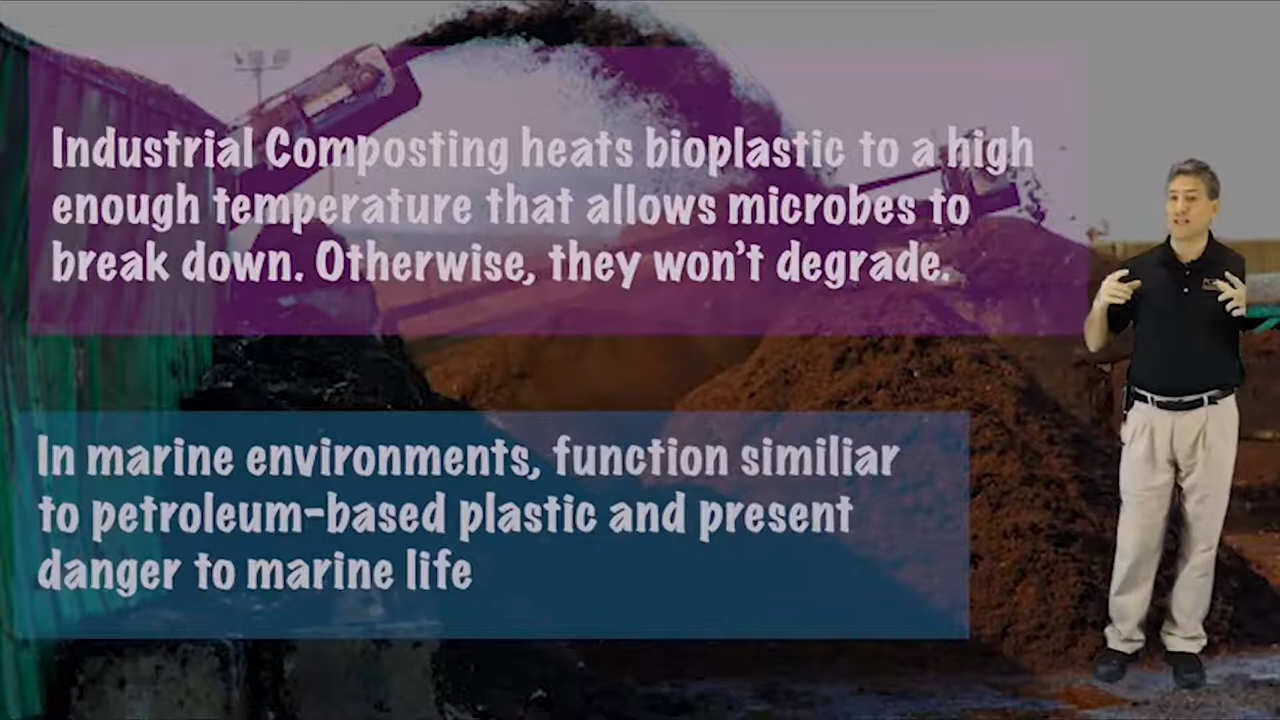 Industrial Composting heats bioplastic to a high
enough temperature that allows microbes to
break down. Otherwise, they won't degrade.
In marine environments, function similiar
to petroleum-based plastic and present
danger to marine life